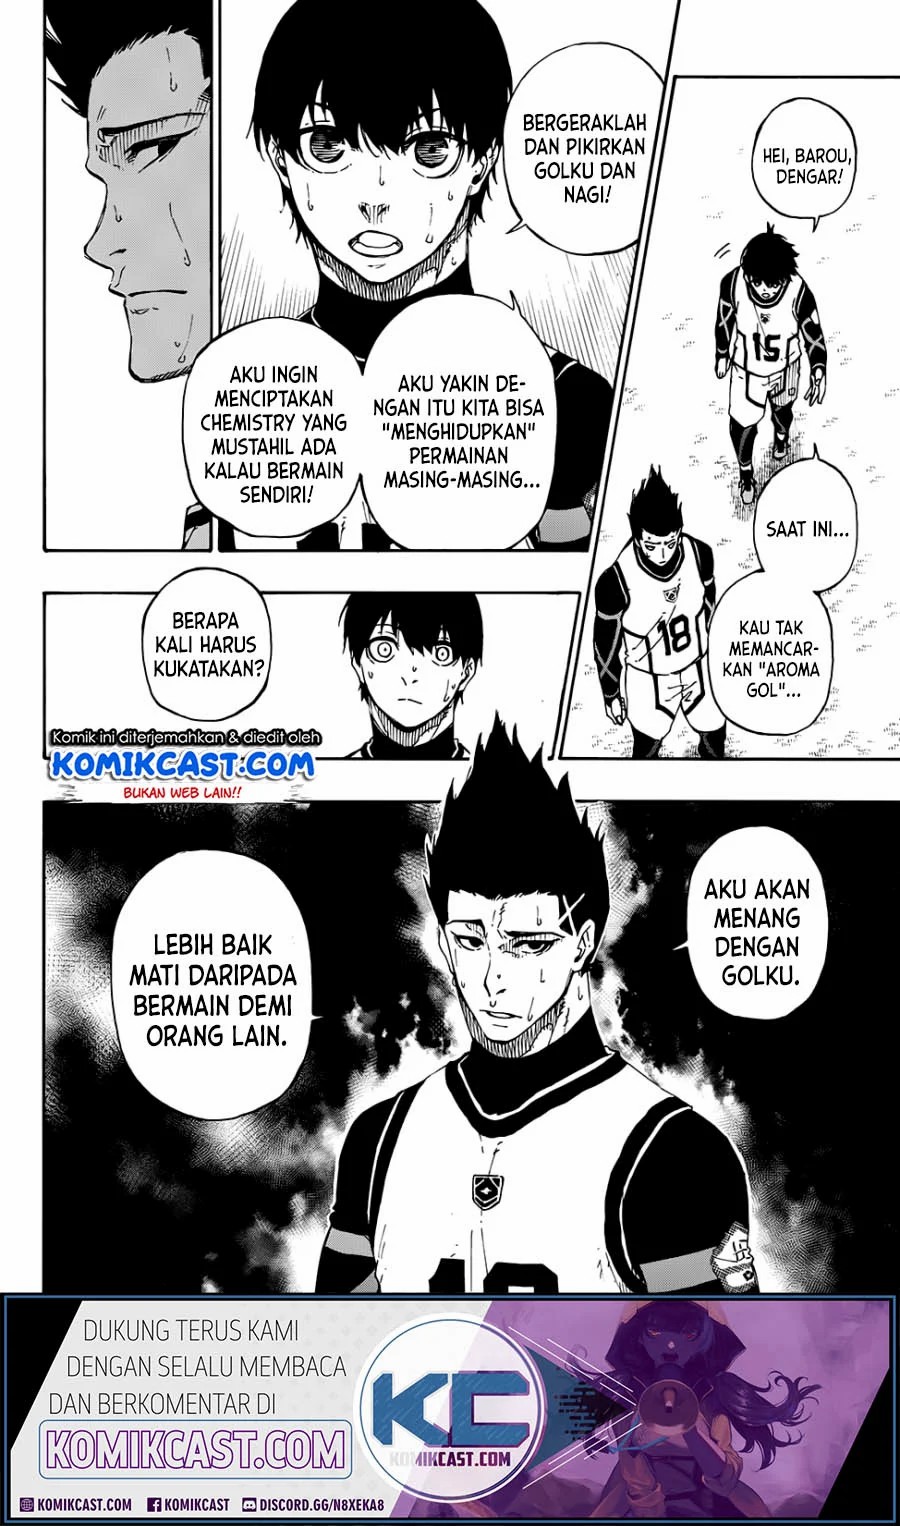 HEI, BAROU,
DENGAR!
15
SAAT INI...
KAU TAK
MEMANCAR-
KAN "AROMA
GOL"...
18
BERGERAKLAH
DAN PIKIRKAN
GOLKU DAN
NAGI!
AKU YAKIN DE-
NGAN ITU KITA BISA
"MENGHIDUPKAN"
PERMAINAN
MASING-MASING...
AKU INGIN
MENCIPTAKAN
CHEMISTRY YANG
MUSTAHIL ADA
KALAU BERMAIN
SENDIRI!
BERAPA
KALI HARUS
KUKATAKAN?
Komik ini diterjemahkan & diedit oleh
KOMIKCAST.COM
BUKAN WEB LAIN!!
AKU AKAN
MENANG
DENGAN
GOLKU.
LEBIH BAIK
MATI DARIPADA
BERMAIN DEMI
ORANG LAIN.
DUKUNG TERUS KAMI
DENGAN SELALU MEMBACA
DAN BERKOMENTAR DI
KOMIKCAST.COM
KC
KOMIKCAST.COM
KOMIKCAST.COM
KOMIKCAST
DISCORD.GG/N8XEKA8